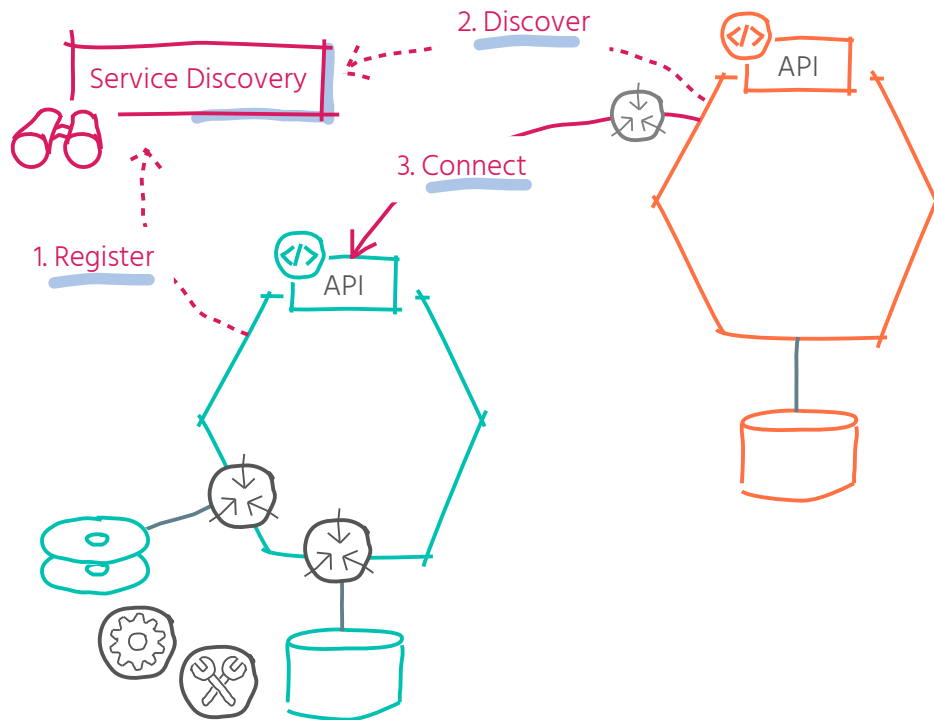 2. Discover
</>
API
Service Discovery
3. Connect
1. Register
</>
API